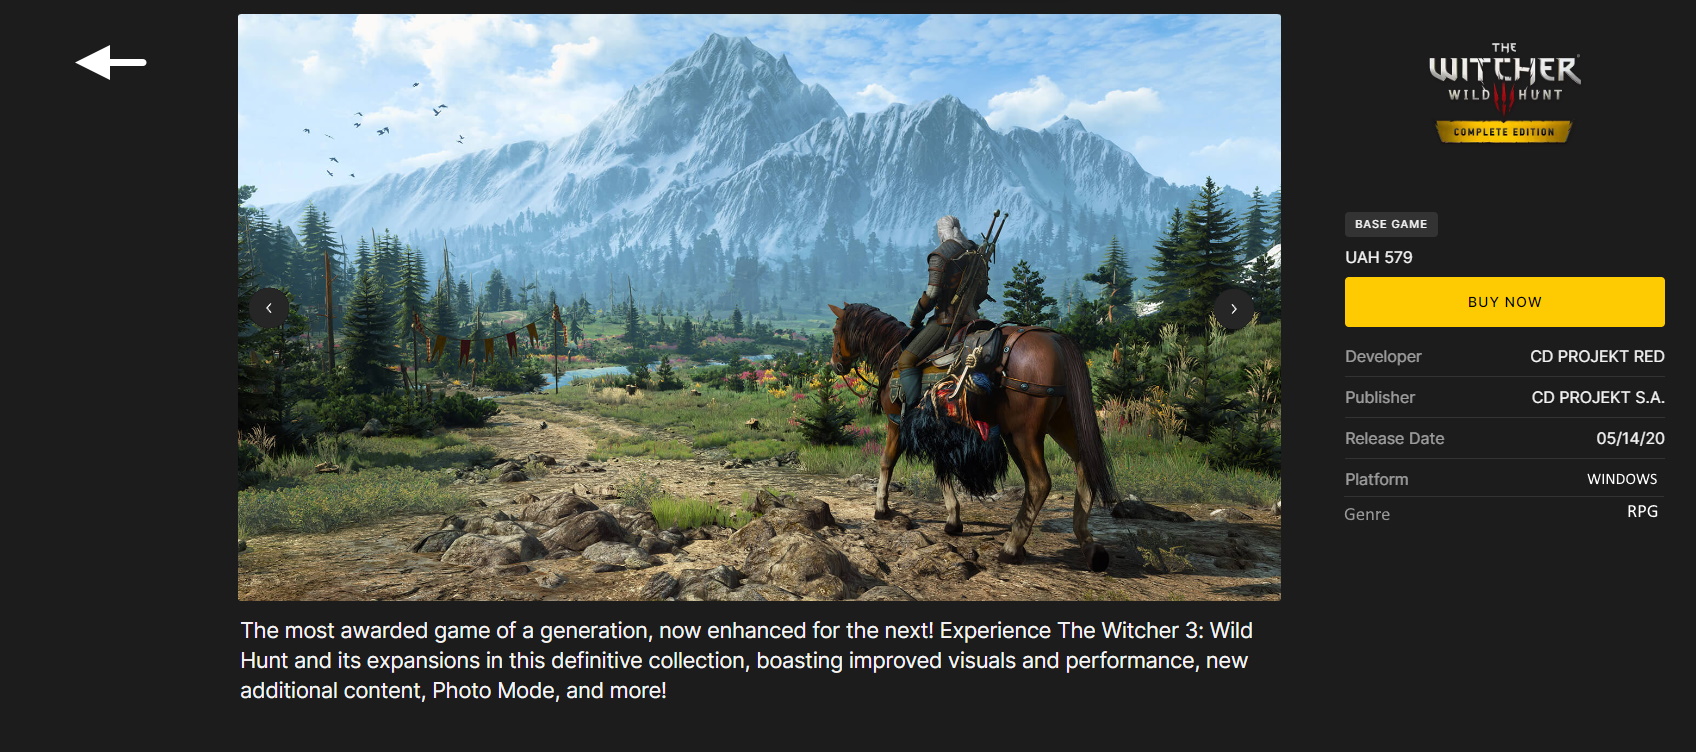 THE
WITCHER
WILD HUNT
COMPLETE EDITION
BASE GAME
UAH 579
BUY NOW
Developer CD PROJEKT RED
Publisher CD PROJEKT S.A.
Release Date 05/14/20
Platform WINDOWS
Genre RPG
The most awarded game of a generation, now enhanced for the next! Experience The Witcher 3: Wild
Hunt and its expansions in this definitive collection, boasting improved visuals and performance, new
additional content, Photo Mode, and more!